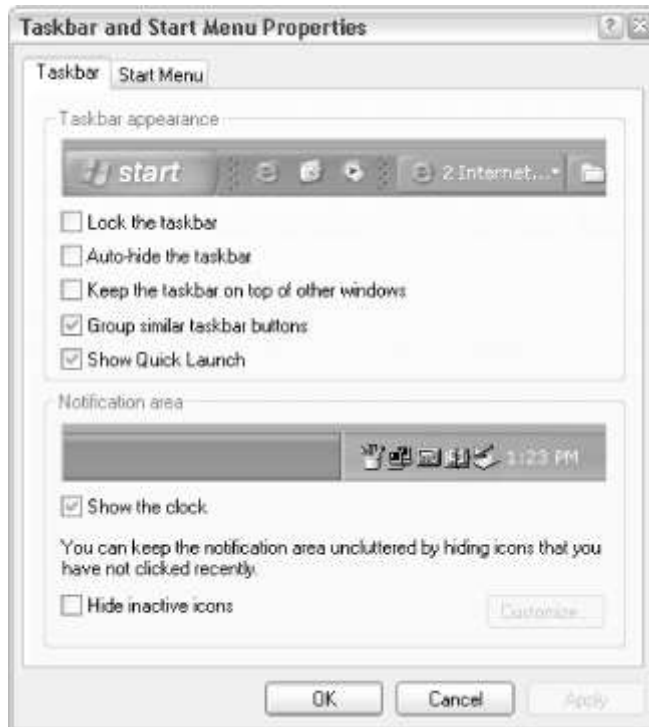 Taskbar and Start Menu Properties
Taskbar
Start Menu
Taskbar appearance
start
2 Internet...
Lock the taskbar
Auto-hide the taskbar
Keep the taskbar on top of other windows
Group similar taskbar buttons
Show Quick Launch
Notification area
1:23 PM
Show the clock
You can keep the notification area uncluttered by hiding icons that you
have not clicked recently.
Hide inactive icons
Customize...
OK
Cancel
Apply